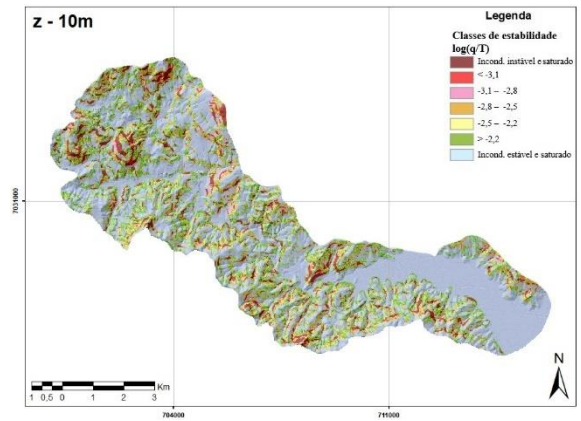 z - 10m
Legenda
Classes de estabilidade
log(q/T)
Incond. instável e saturado
< -3,1
-3,1 – -2,8
-2,8 – -2,5
-2,5 – -2,2
> -2,2
Incond. estável e saturado
7031000
N
1 0,5 0 1 2 3 Km
704000 711000